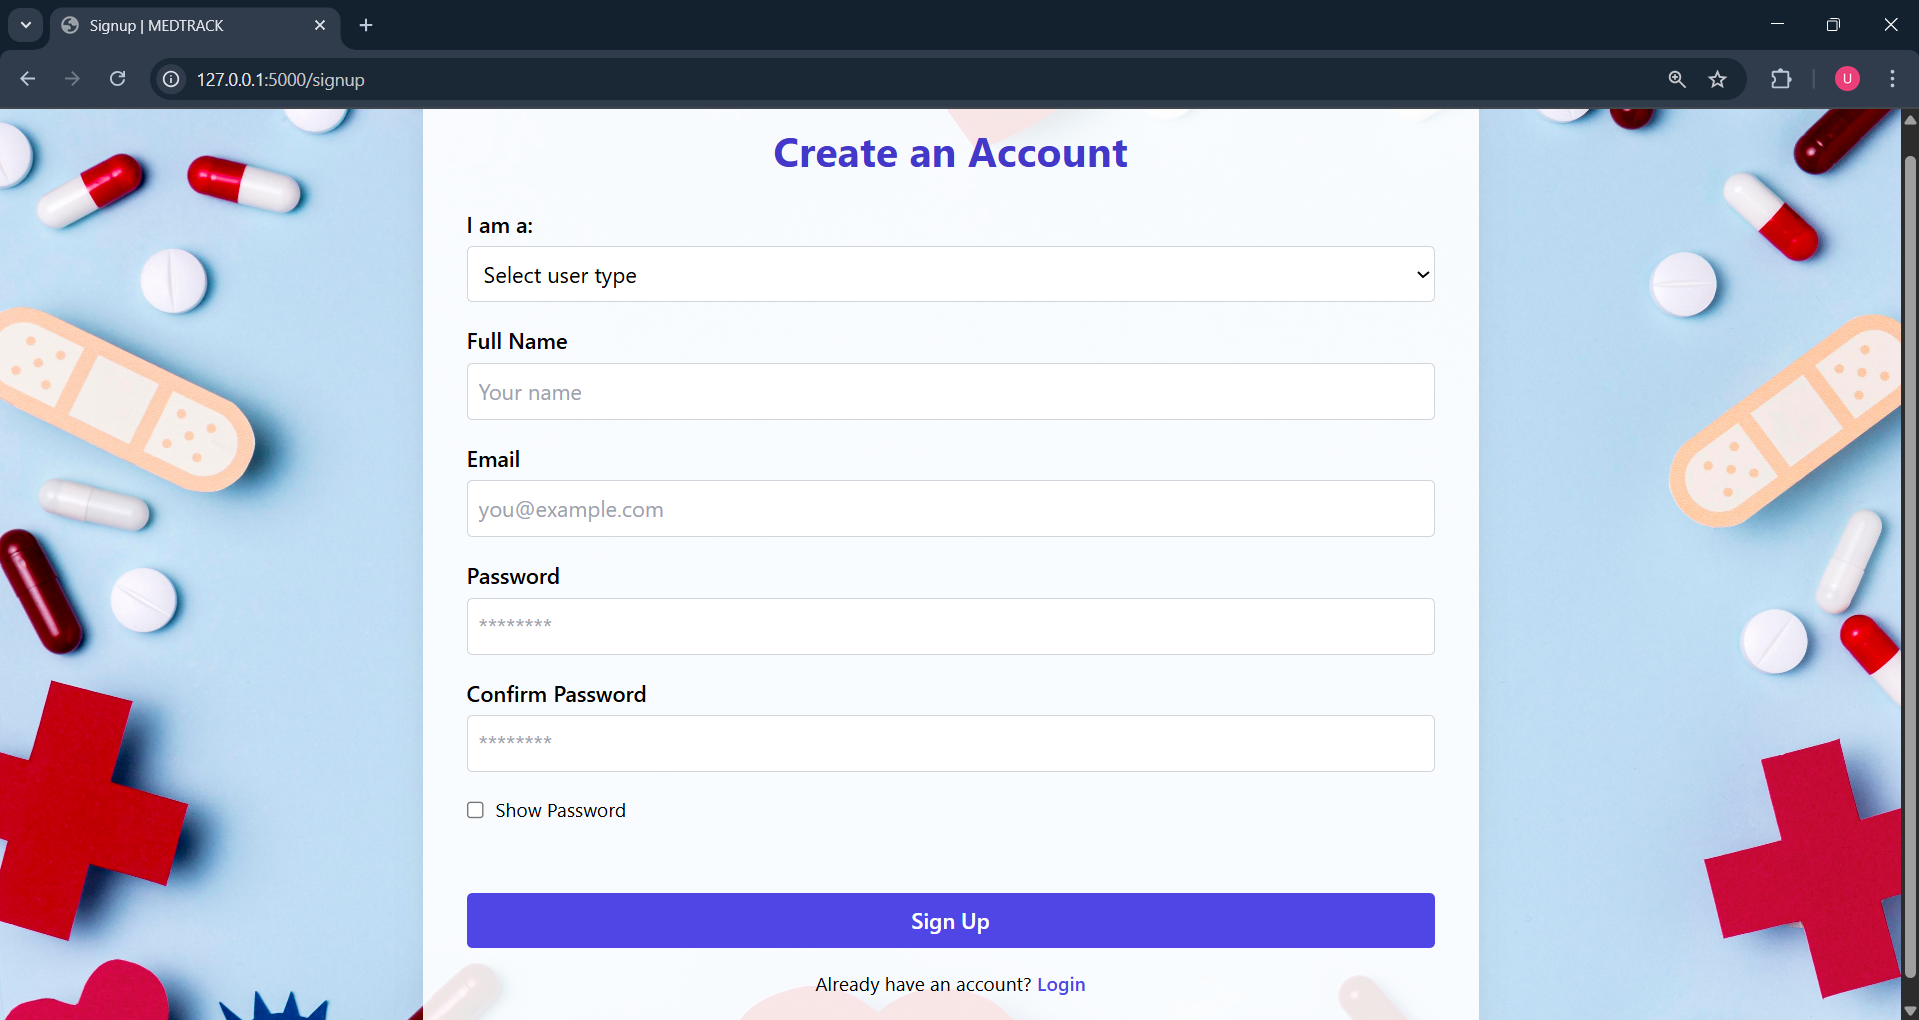 Signup | MEDTRACK
127.0.0.1:5000/signup
U
Create an Account
I am a:
Select user type
Full Name
Your name
Email
you@example.com
Password
********
Confirm Password
********
Show Password
Sign Up
Already have an account? Login